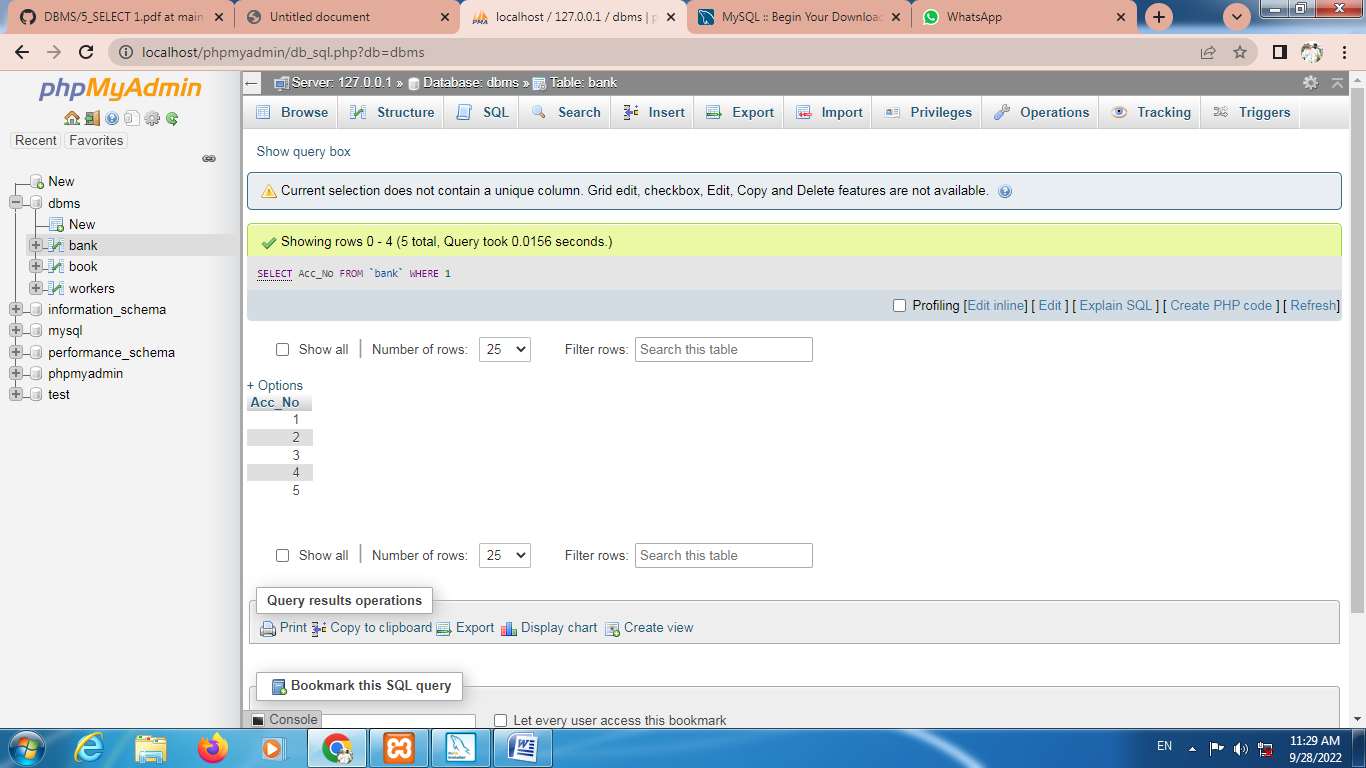 DBMS/5_SELECT 1.pdf at main
Untitled document
localhost / 127.0.0.1 / dbms | p
MySQL :: Begin Your Download
WhatsApp
localhost/phpmyadmin/db_sql.php?db=dbms
phpMyAdmin
Recent Favorites
New
dbms
New
bank
book
workers
information_schema
mysql
performance_schema
phpmyadmin
test
Server: 127.0.0.1 » Database: dbms » Table: bank
Browse Structure SQL Search Insert Export Import Privileges Operations Tracking Triggers
Show query box
Current selection does not contain a unique column. Grid edit, checkbox, Edit, Copy and Delete features are not available.
Showing rows 0 - 4 (5 total, Query took 0.0156 seconds.)
SELECT Acc_No FROM `bank` WHERE 1
Profiling [Edit inline] [ Edit ] [ Explain SQL ] [ Create PHP code ] [ Refresh]
Show all | Number of rows: 25 Filter rows: Search this table
+ Options
Acc_No
1
2
3
4
5
Show all | Number of rows: 25 Filter rows: Search this table
Query results operations
Print Copy to clipboard Export Display chart Create view
Bookmark this SQL query
Console
Let every user access this bookmark
EN
11:29 AM
9/28/2022